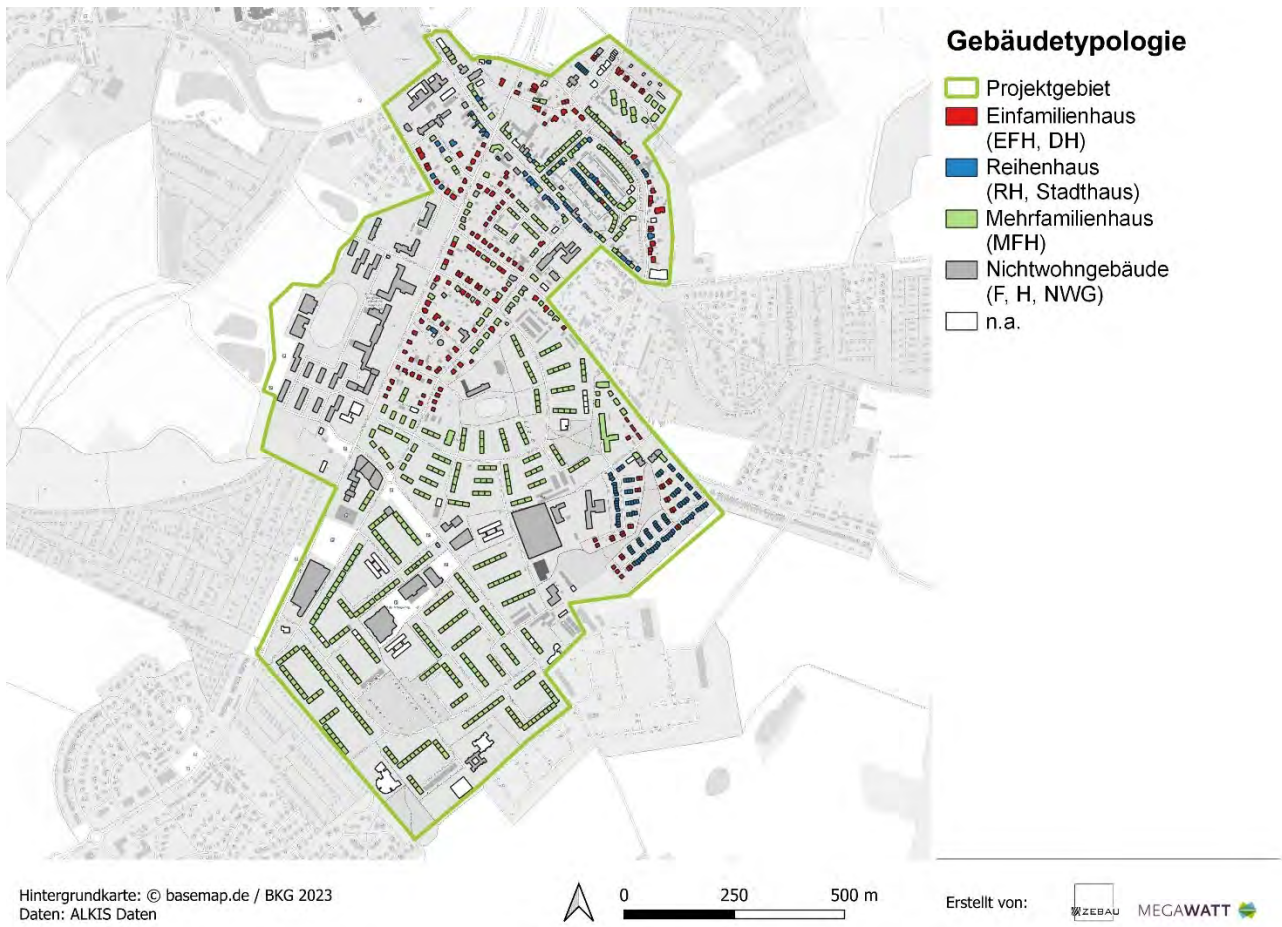 Gebäudetypologie
Projektgebiet
Einfamilienhaus
(EFH, DH)
Reihenhaus
(RH, Stadthaus)
Mehrfamilienhaus
(MFH)
Nichtwohngebäude
(F, H, NWG)
n.a.
Hintergrundkarte: © basemap.de / BKG 2023
Daten: ALKIS Daten
0 250 500 m
Erstellt von:
ZEBAU
MEGAWATT